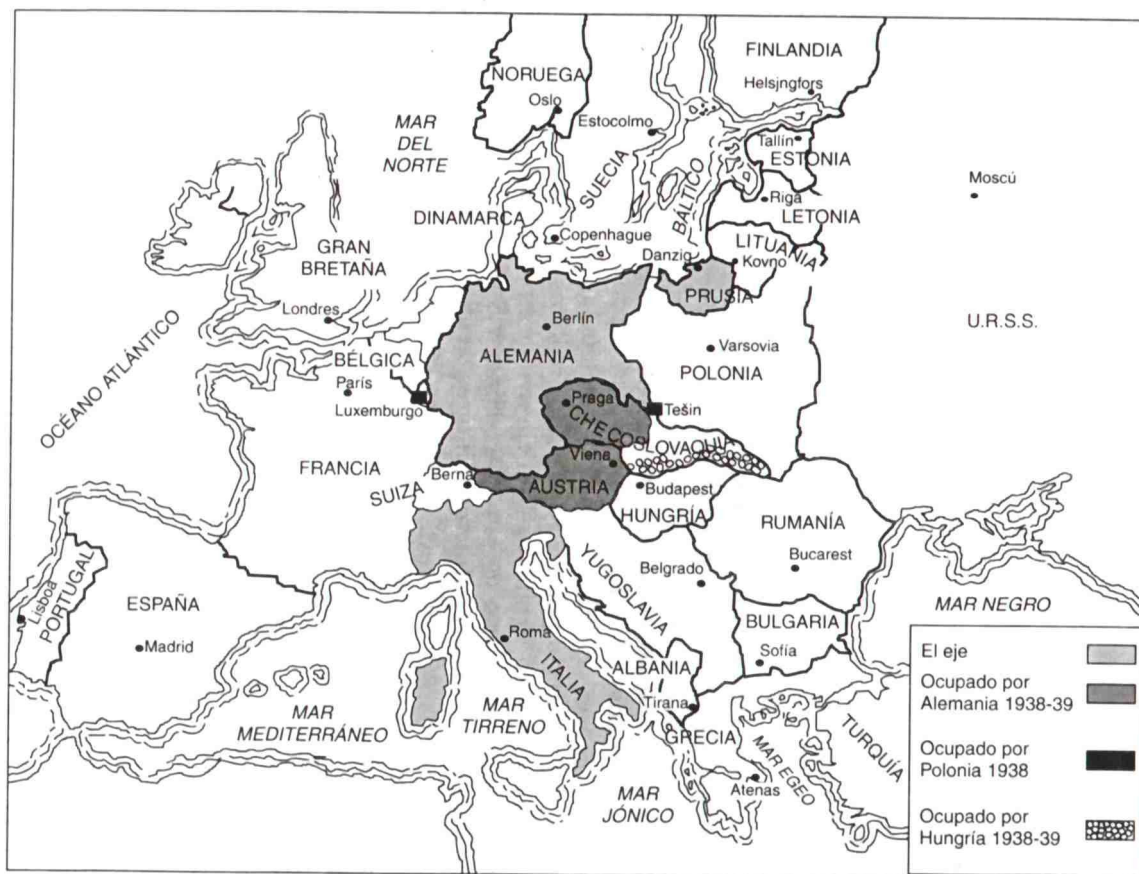 FINLANDIA
Helsjngfors
NORUEGA
Oslo
Estocolmo
MAR
DEL
NORTE
SUECIA
Tallín
ESTONIA
Moscú
BÁLTICO
Riga
LETONIA
DINAMARCA
Copenhague
LITUANIA
Kovno
Danzig
PRUSIA
GRAN
BRETAÑA
Londres
Berlín
U.R.S.S.
OCÉANO ATLÁNTICO
BÉLGICA
ALEMANIA
Varsovia
POLONIA
París
Luxemburgo
Praga
Tešin
CHECOSLOVAQUIA
Viena
FRANCIA
Berna
SUIZA
AUSTRIA
Budapest
HUNGRÍA
RUMANÍA
Bucarest
YUGOSLAVIA
Belgrado
PORTUGAL
Lisboa
ESPAÑA
Madrid
MAR NEGRO
BULGARIA
Sofía
Roma
ITALIA
ALBANIA
Tirana
MAR
MEDITERRÁNEO
MAR
TIRRENO
GRECIA
MAR EGEO
TURQUÍA
Atenas
MAR
JÓNICO
El eje
Ocupado por
Alemania 1938-39
Ocupado por
Polonia 1938
Ocupado por
Hungría 1938-39